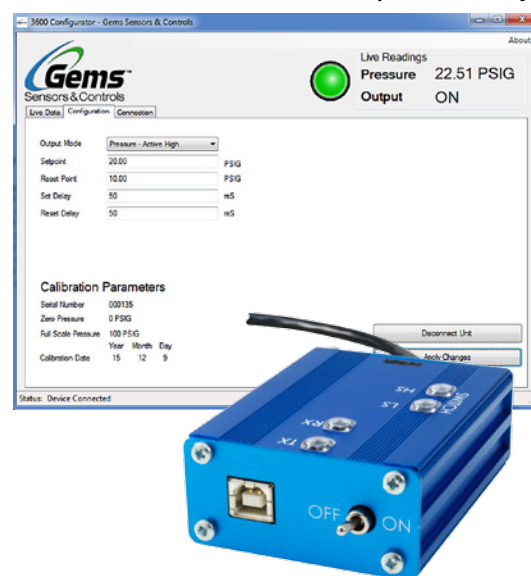 3600 Configurator - Gems Sensors & Controls
About
Gems™
Sensors & Controls
Live Readings
Pressure 22.51 PSIG
Output ON
Live Data Configuration Connection
Output Mode Pressure - Active High
Setpoint 20.00 PSIG
Reset Point 10.00 PSIG
Set Delay 50 mS
Reset Delay 50 mS
Calibration Parameters
Serial Number 000135
Zero Pressure 0 PSIG
Full Scale Pressure 100 PSIG
Year Month Day
Calibration Date 15 12 9
Disconnect Unit
Apply Changes
Status: Device Connected
HS
LS
SWITCH
RX
TX
OFF ON